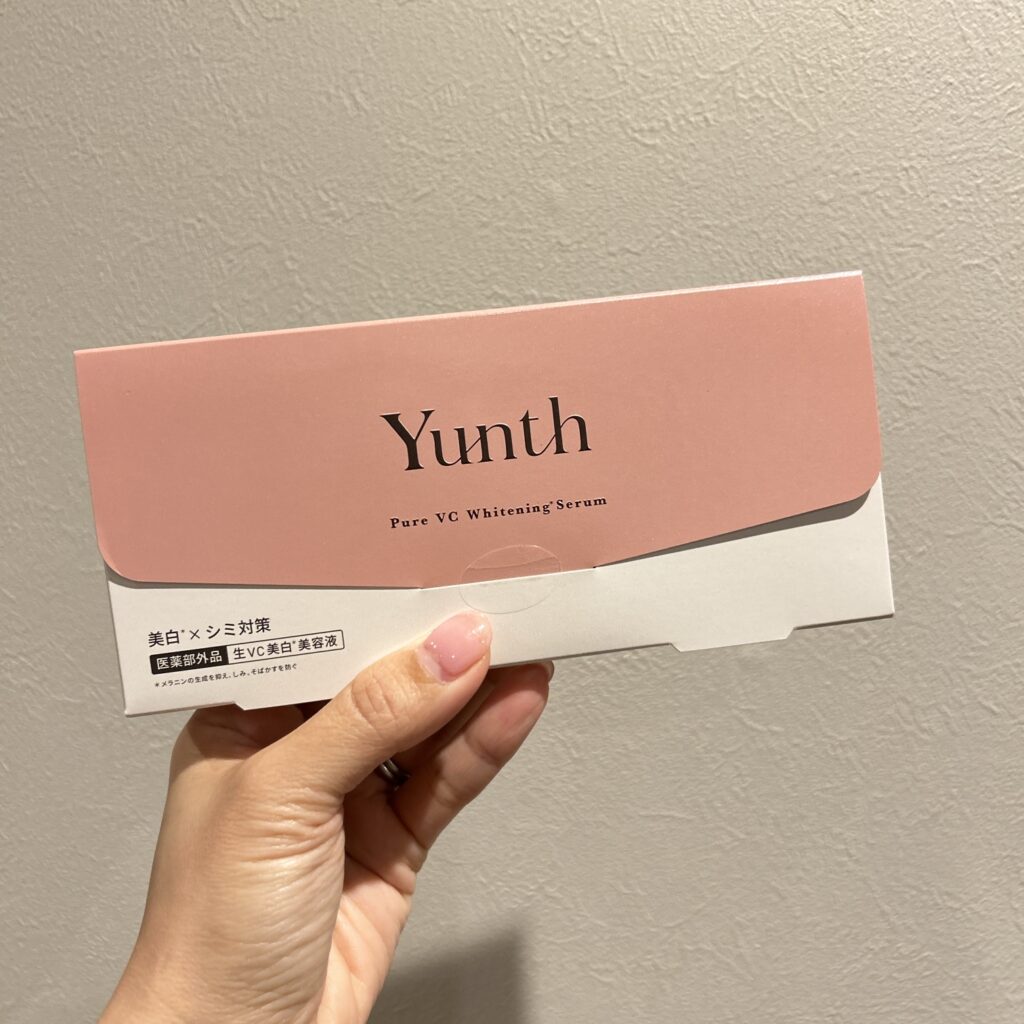 Yunth
Pure VC Whitening*Serum
美白*×シミ対策
医薬部外品 生VC美白*美容液
*メラニンの生成を抑え、しみ、そばかすを防ぐ